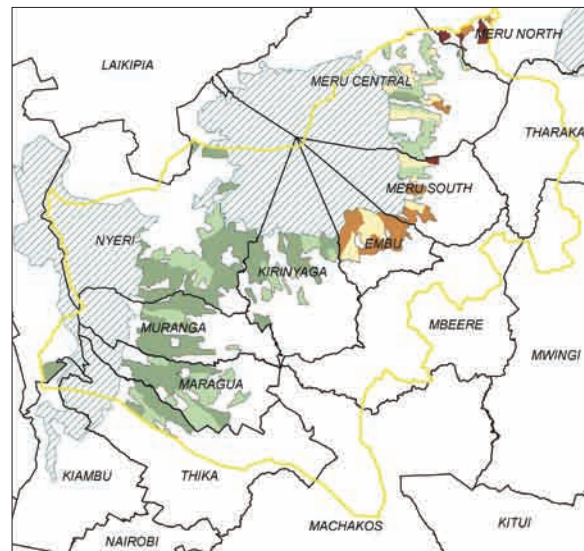 MERU NORTH
LAIKIPIA
MERU CENTRAL
THARAKA
MERU SOUTH
NYERI
EMBU
KIRINYAGA
MURANGA
MBEERE
MWINGI
MARAGUA
KIAMBU
THIKA
MACHAKOS
KITUI
NAIROBI